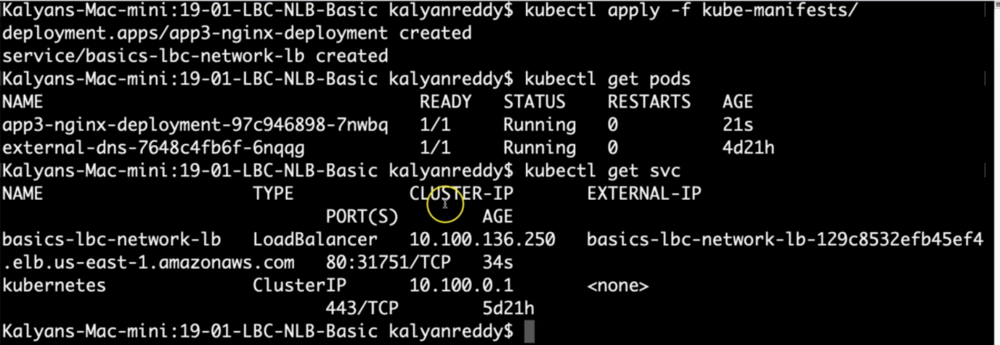 Kalyans-Mac-mini:19-01-LBC-NLB-Basic kalyanreddy$ kubectl apply -f kube-manifests/
deployment.apps/app3-nginx-deployment created
service/basics-lbc-network-lb created
Kalyans-Mac-mini:19-01-LBC-NLB-Basic kalyanreddy$ kubectl get pods
NAME READY STATUS RESTARTS AGE
app3-nginx-deployment-97c946898-7nwbq 1/1 Running 0 21s
external-dns-7648c4fb6f-6nqqg 1/1 Running 0 4d21h
Kalyans-Mac-mini:19-01-LBC-NLB-Basic kalyanreddy$ kubectl get svc
NAME TYPE CLUSTER-IP EXTERNAL-IP
PORT(S) AGE
basics-lbc-network-lb LoadBalancer 10.100.136.250 basics-lbc-network-lb-129c8532efb45ef4
.elb.us-east-1.amazonaws.com 80:31751/TCP 34s
kubernetes ClusterIP 10.100.0.1 <none>
443/TCP 5d21h
Kalyans-Mac-mini:19-01-LBC-NLB-Basic kalyanreddy$